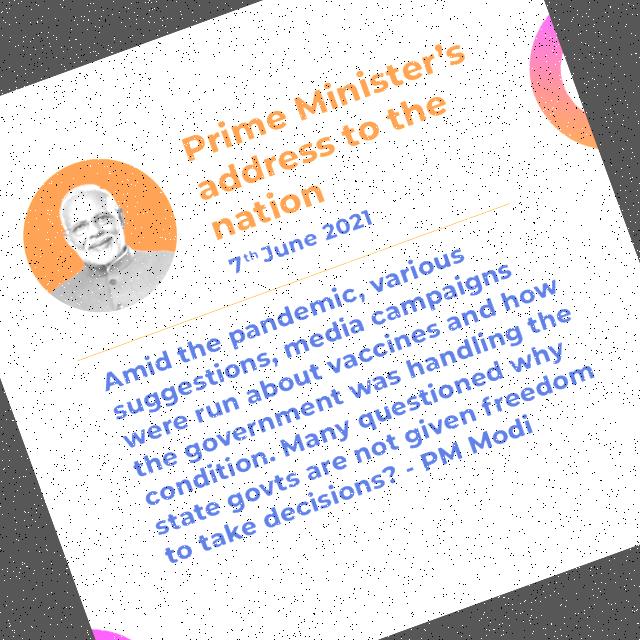 Prime Minister's
address to the
nation
7th June 2021
Amid the pandemic, various
suggestions, media campaigns
were run about vaccines and how
the government was handling the
condition. Many questioned why
state govts are not given freedom
to take decisions? - PM Modi